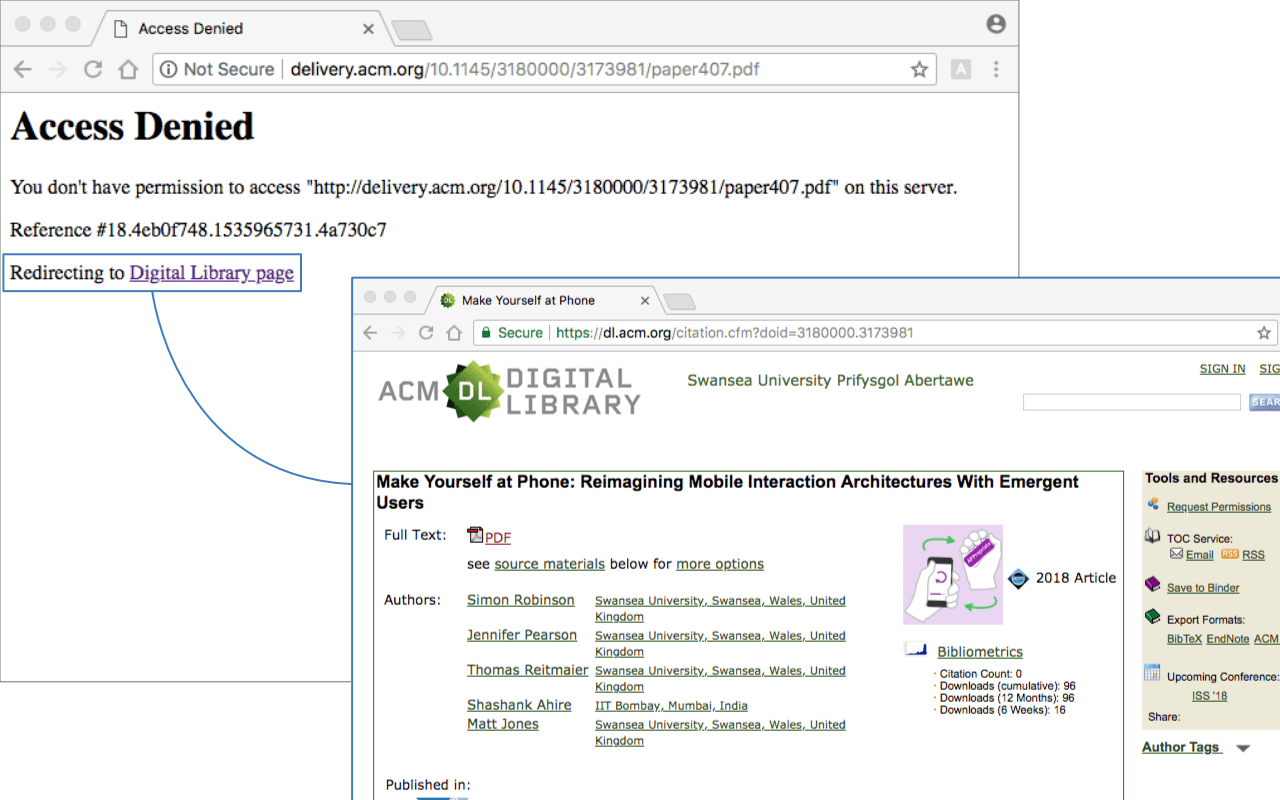 Access Denied
Not Secure delivery.acm.org/10.1145/3180000/3173981/paper407.pdf
A
Access Denied
You don't have permission to access "http://delivery.acm.org/10.1145/3180000/3173981/paper407.pdf" on this server.
Reference #18.4eb0f748.1535965731.4a730c7
Redirecting to Digital Library page
DL Make Yourself at Phone
Secure https://dl.acm.org/citation.cfm?doid=3180000.3173981
ACM DL DIGITAL LIBRARY
Swansea University Prifysgol Abertawe
SIGN IN SIG
SEAR
Make Yourself at Phone: Reimagining Mobile Interaction Architectures With Emergent
Users
Full Text: PDF
see source materials below for more options
2018 Article
Authors: Simon Robinson Swansea University, Swansea, Wales, United
Kingdom
Jennifer Pearson Swansea University, Swansea, Wales, United
Kingdom
Thomas Reitmaier Swansea University, Swansea, Wales, United
Kingdom
Shashank Ahire IIT Bombay, Mumbai, India
Matt Jones Swansea University, Swansea, Wales, United
Kingdom
Bibliometrics
· Citation Count: 0
· Downloads (cumulative): 96
· Downloads (12 Months): 96
· Downloads (6 Weeks): 16
Published in:
Tools and Resources
Request Permissions
TOC Service:
Email RSS RSS
Save to Binder
Export Formats:
BibTeX EndNote ACM
Upcoming Conference:
ISS '18
Share:
Author Tags